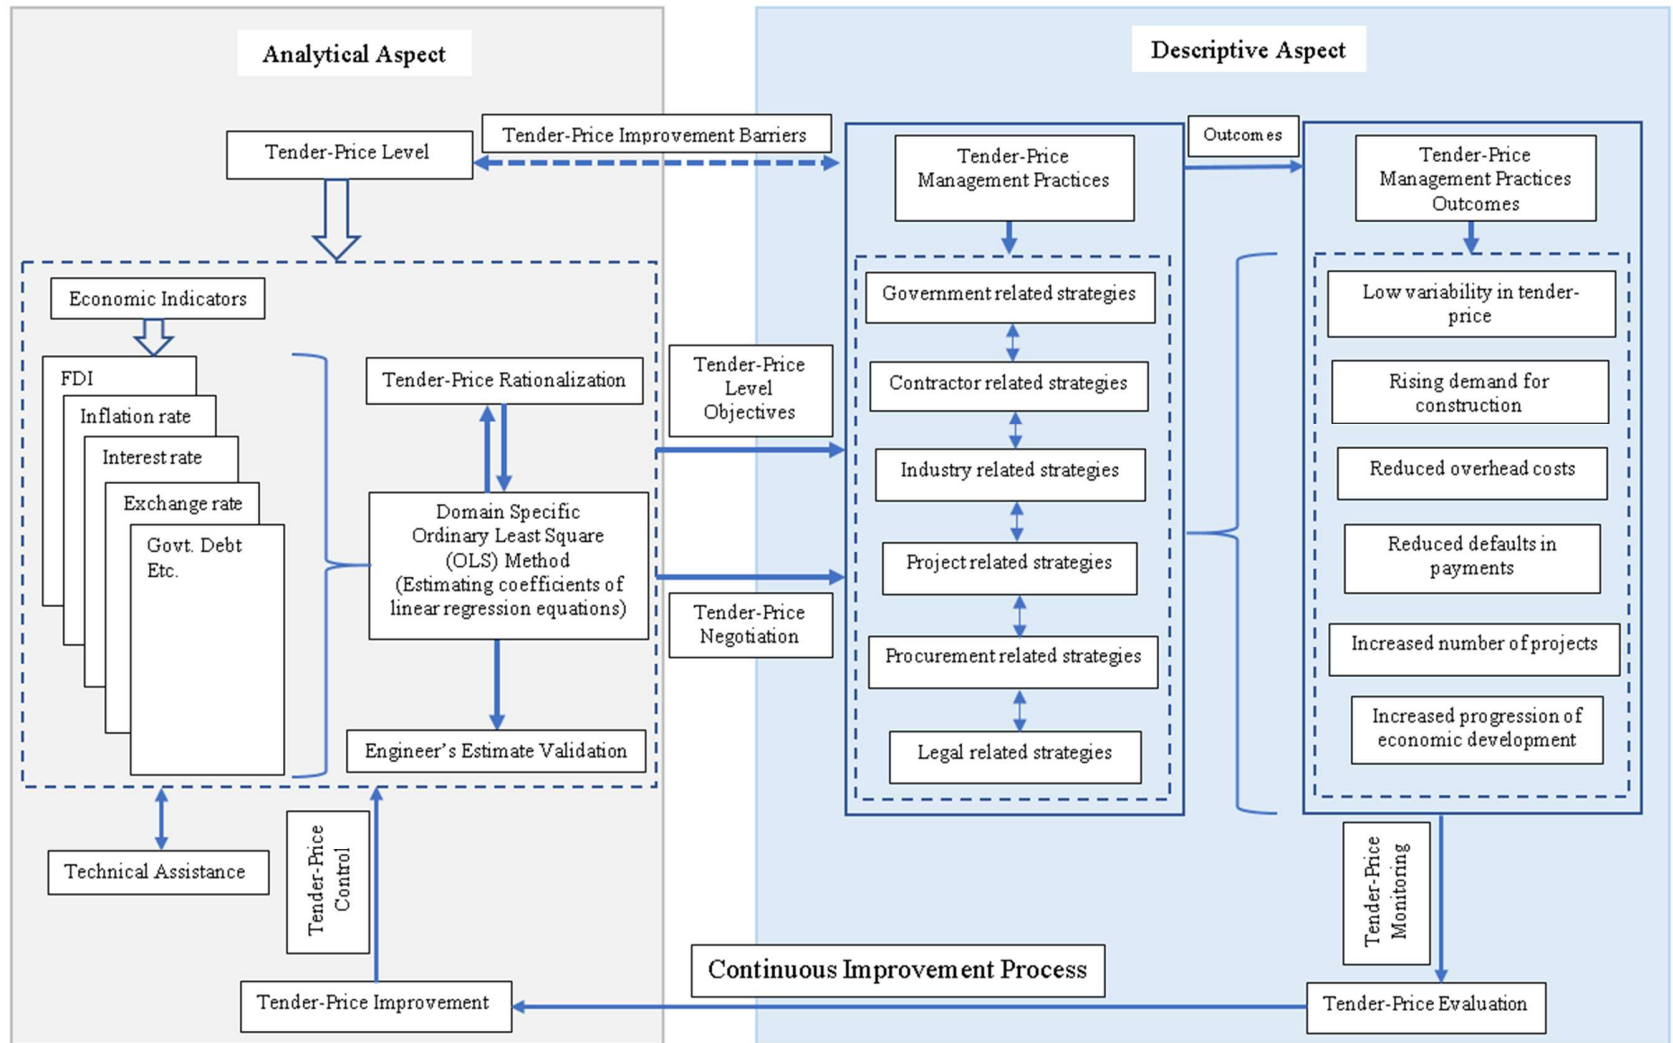 Analytical Aspect
Descriptive Aspect
Tender-Price Level
Tender-Price Improvement Barriers
Tender-Price
Management Practices
Outcomes
Tender-Price
Management Practices
Outcomes
Economic Indicators
FDI
Inflation rate
Interest rate
Exchange rate
Govt. Debt
Etc.
Tender-Price Rationalization
Domain Specific
Ordinary Least Square
(OLS) Method
(Estimating coefficients of
linear regression equations)
Engineer's Estimate Validation
Tender-Price
Level
Objectives
Tender-Price
Negotiation
Government related strategies
Contractor related strategies
Industry related strategies
Project related strategies
Procurement related strategies
Legal related strategies
Low variability in tender-
price
Rising demand for
construction
Reduced overhead costs
Reduced defaults in
payments
Increased number of projects
Increased progression of
economic development
Technical Assistance
Tender-Price
Control
Tender-Price
Monitoring
Continuous Improvement Process
Tender-Price Improvement
Tender-Price Evaluation